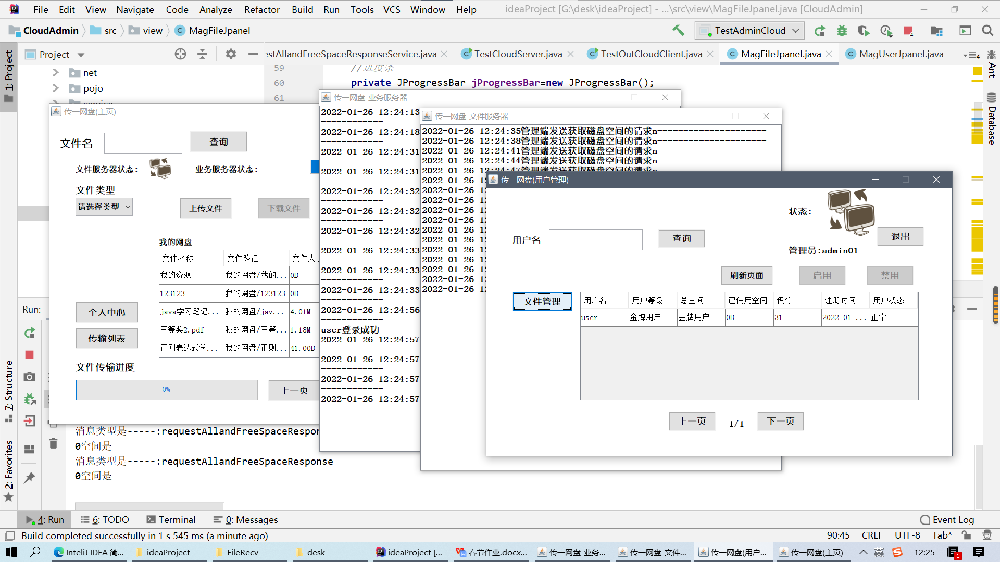 File Edit View Navigate Code Analyze Refactor Build Run Tools VCS Window Help ideaProject [G:\desk\ideaProject] - ...\src\view\MagFileJpanel.java [CloudAdmin]
CloudAdmin src view MagFileJpanel TestAdminCloud
Project
estAllandFreeSpaceResponseService.java TestCloudServer.java TestOutCloudClient.java MagFileJpanel.java MagUserJpanel.java
1: Project
7: Structure
2: Favorites
Ant
Database
net
pojo
59 //进度条
60 private JProgressBar jProgressBar=new JProgressBar();
61
传一网盘(主页)
文件名 查询
文件服务器状态: 业务服务器状态:
文件类型
请选择类型 上传文件 下载文件
我的网盘
文件名称 文件路径 文件大小
我的资源 我的网盘/我的... 0B
123123 我的网盘/123123 0B
java学习笔记... 我的网盘/jav... 4.01M
三等奖2.pdf 我的网盘/三等... 1.18M
正则表达式学... 我的网盘/正则... 41.00B
个人中心
传输列表
文件传输进度
0%
上一页
传一网盘-业务服务器
2022-01-26 12:24:13
------------
2022-01-26 12:24:18
------------
2022-01-26 12:24:31
------------
2022-01-26 12:24:31
------------
2022-01-26 12:24:32
------------
2022-01-26 12:24:32
------------
2022-01-26 12:24:32
------------
2022-01-26 12:24:33
------------
2022-01-26 12:24:33
------------
2022-01-26 12:24:33
------------
2022-01-26 12:24:56
------------
user登录成功
2022-01-26 12:24:57
------------
2022-01-26 12:24:57
------------
2022-01-26 12:24:57
------------
2022-01-26 12:24:57
------------
传一网盘-文件服务器
2022-01-26 12:24:35管理端发送获取磁盘空间的请求n---------------------
2022-01-26 12:24:38管理端发送获取磁盘空间的请求n---------------------
2022-01-26 12:24:41管理端发送获取磁盘空间的请求n---------------------
2022-01-26 12:24:44管理端发送获取磁盘空间的请求n---------------------
2022-01-26 12:24:47管理端发送获取磁盘空间的请求n---------------------
2022-01-26 12
2022-01-26 12
2022-01-26 12
2022-01-26 12
2022-01-26 12
2022-01-26 12
2022-01-26 12
2022-01-26 12
2022-01-26 12
2022-01-26 12
2022-01-26 12
2022-01-26 12
传一网盘(用户管理)
状态:
用户名 查询 退出
管理员:admin01
刷新页面 启用 禁用
文件管理
用户名 用户等级 总空间 已使用空间 积分 注册时间 用户状态
user 金牌用户 金牌用户 0B 31 2022-01-... 正常
上一页 1/1 下一页
Run:
消息类型是-----:requestAllandFreeSpaceRespon
0空间是
消息类型是-----:requestAllandFreeSpaceResponse
0空间是
4: Run 6: TODO Terminal 0: Messages Event Log
Build completed successfully in 1 s 545 ms (a minute ago) 90:45 CRLF UTF-8 Tab*
InteliJ IDEA 简... ideaProject FileRecv desk ideaProject [... 春节作业.docx... 传一网盘-业务... 传一网盘-文件... 传一网盘(用户... 传一网盘(主页) 英 12:25 1